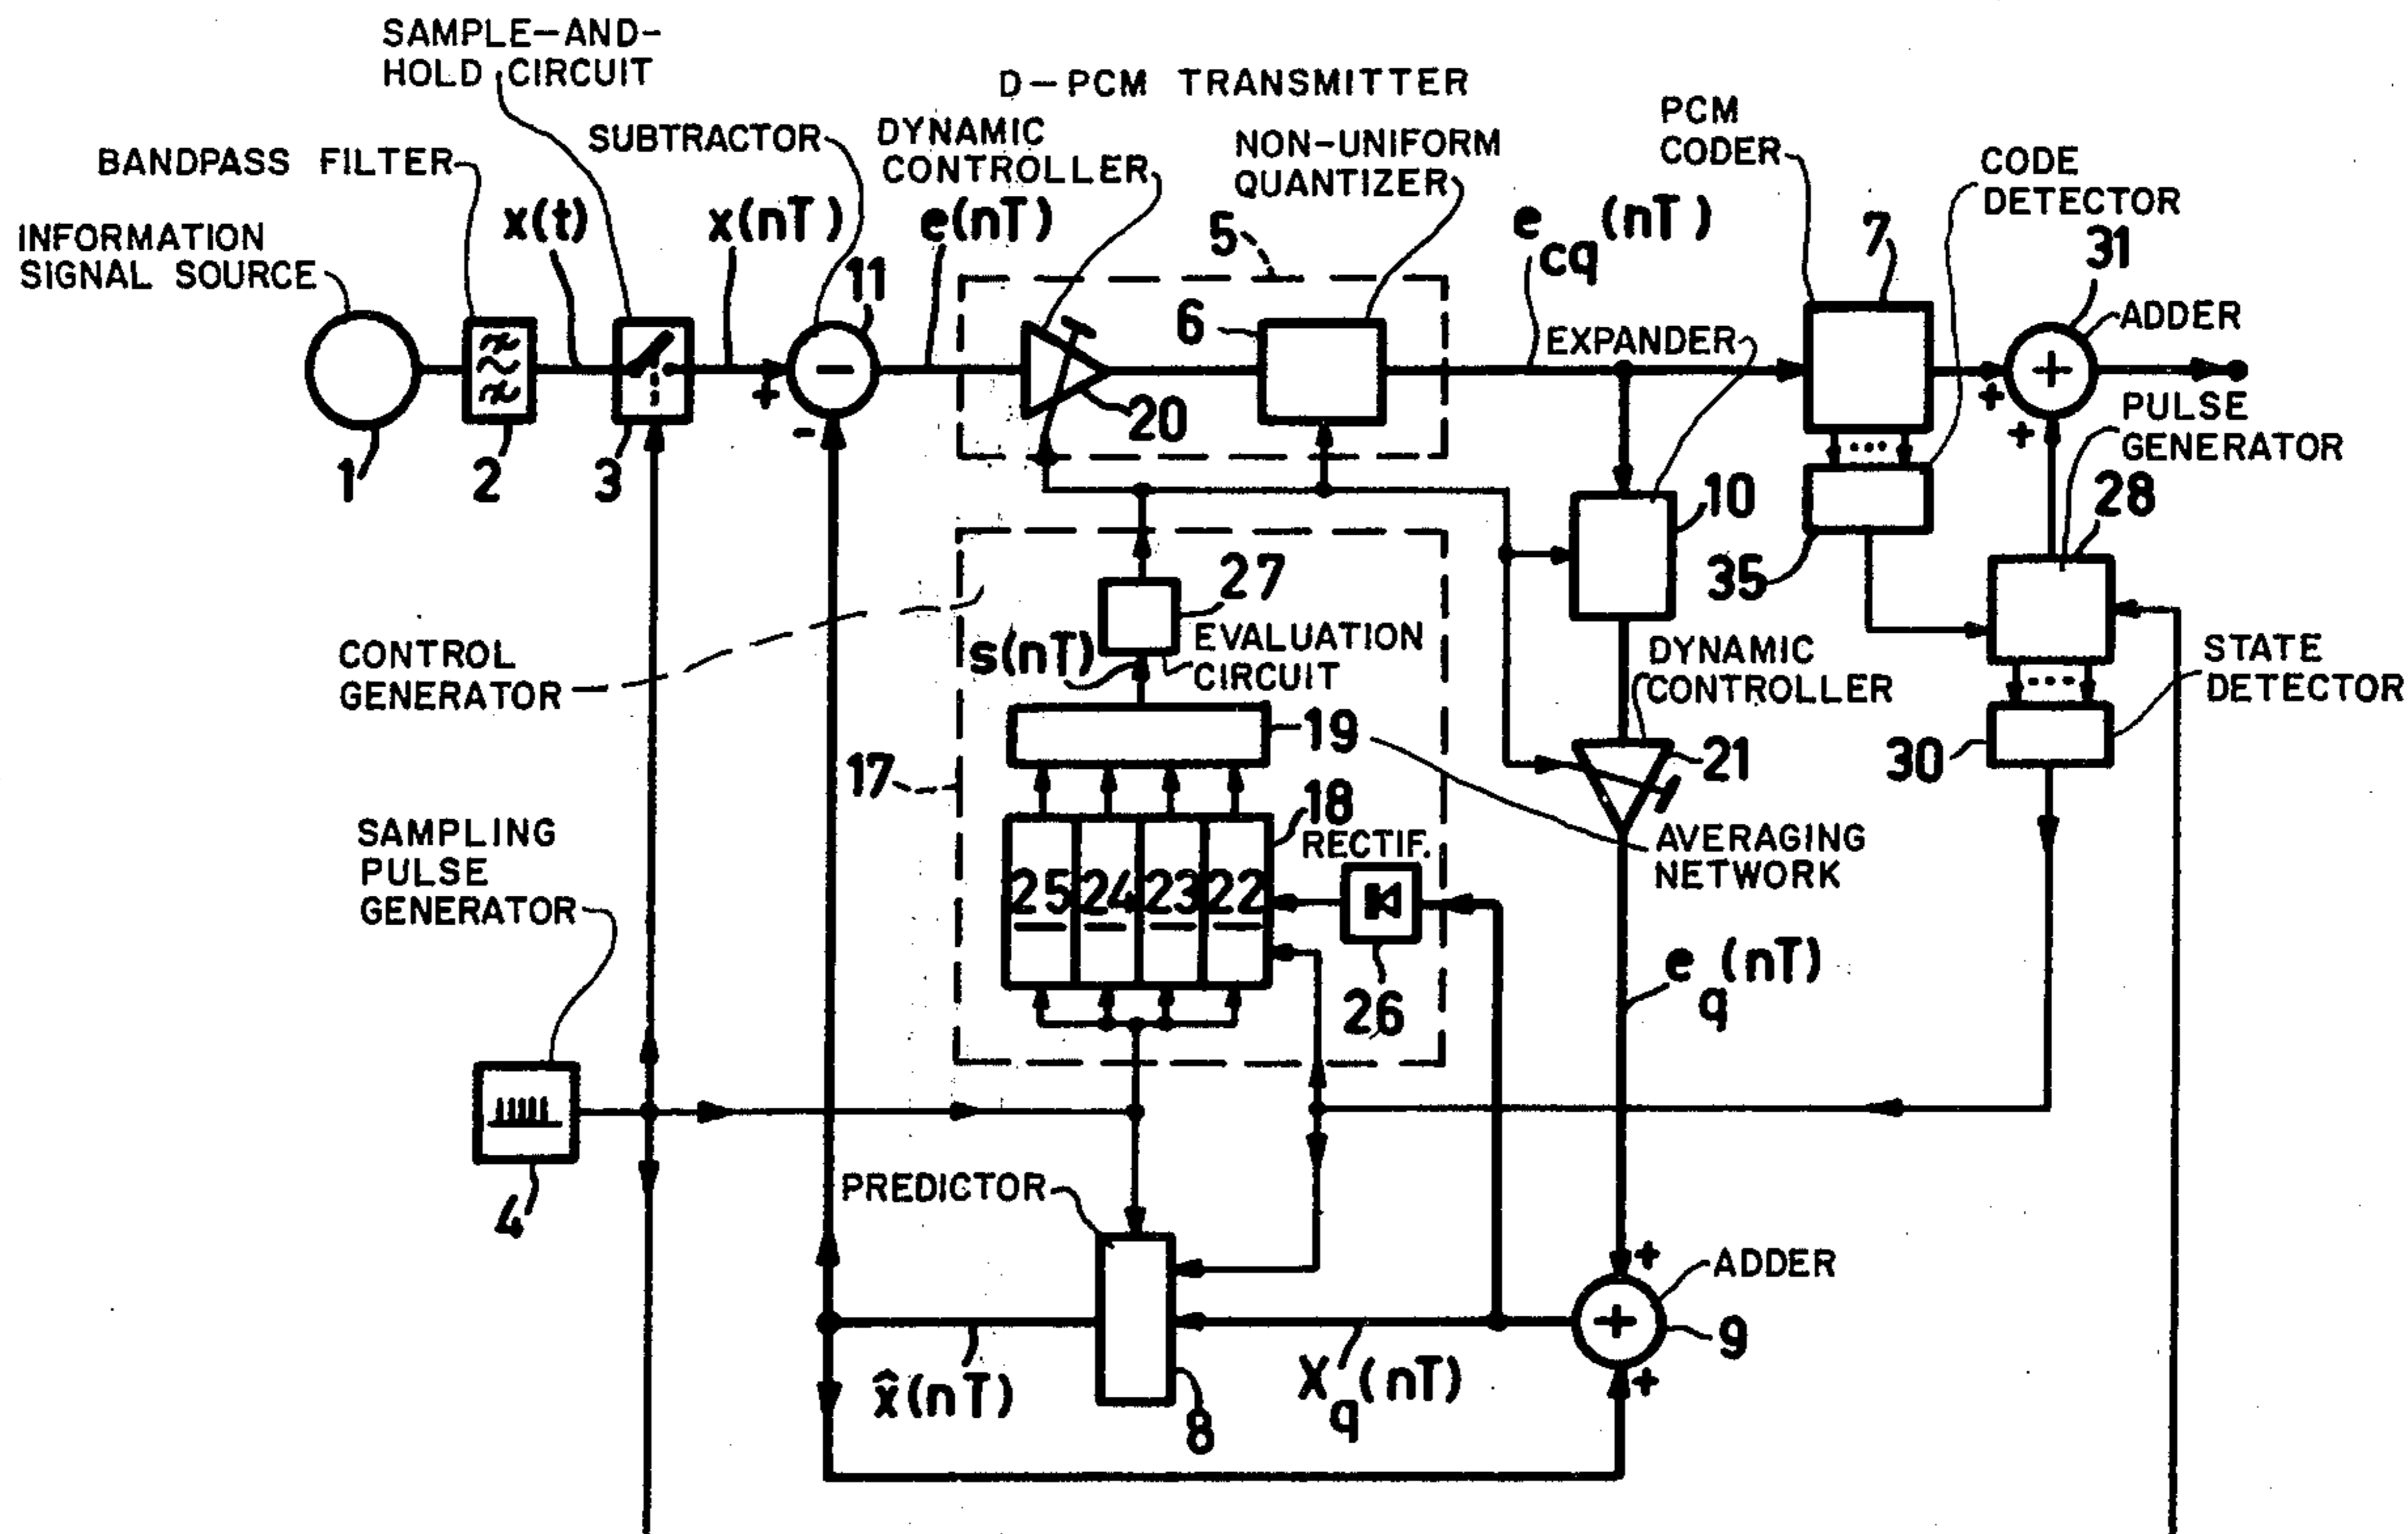 SAMPLE-AND-
HOLD CIRCUIT
D-PCM TRANSMITTER
BANDPASS FILTER
SUBTRACTOR
DYNAMIC
CONTROLLER
NON-UNIFORM
QUANTIZER
PCM
CODER
CODE
DETECTOR
INFORMATION
SIGNAL SOURCE
x(t)
x(nT)
e(nT)
5
e_cq(nT)
7
31
11
6
EXPANDER
ADDER
+
−
20
+
+
PULSE
GENERATOR
1
2
3
-
+
10
28
35
27
CONTROL
GENERATOR
s(nT)
EVALUATION
CIRCUIT
DYNAMIC
CONTROLLER
STATE
DETECTOR
19
17
21
30
SAMPLING
PULSE
GENERATOR
18
RECTIF.
AVERAGING
NETWORK
25 24 23 22
26
e_q(nT)
4
PREDICTOR
+
ADDER
+
9
x̂(nT)
8
X_q(nT)
+